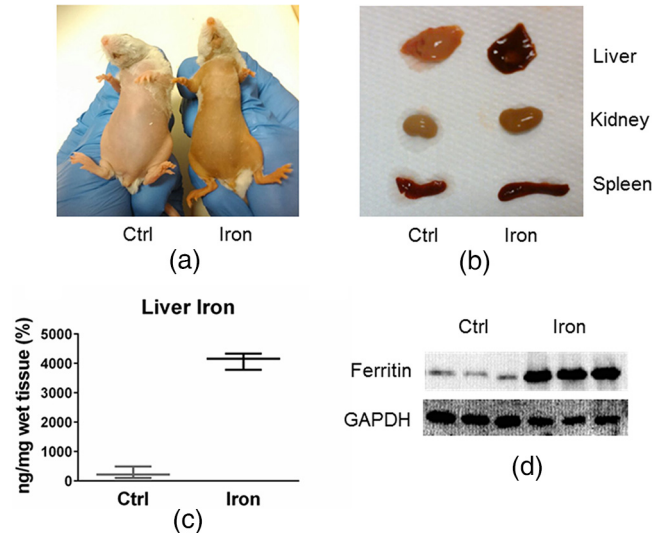 Ctrl Iron
(a)
Liver
Kidney
Spleen
Ctrl Iron
(b)
Liver Iron
ng/mg wet tissue (%)
5000
4000
3000
2000
1000
0
Ctrl Iron
(c)
Ctrl Iron
Ferritin
GAPDH
(d)